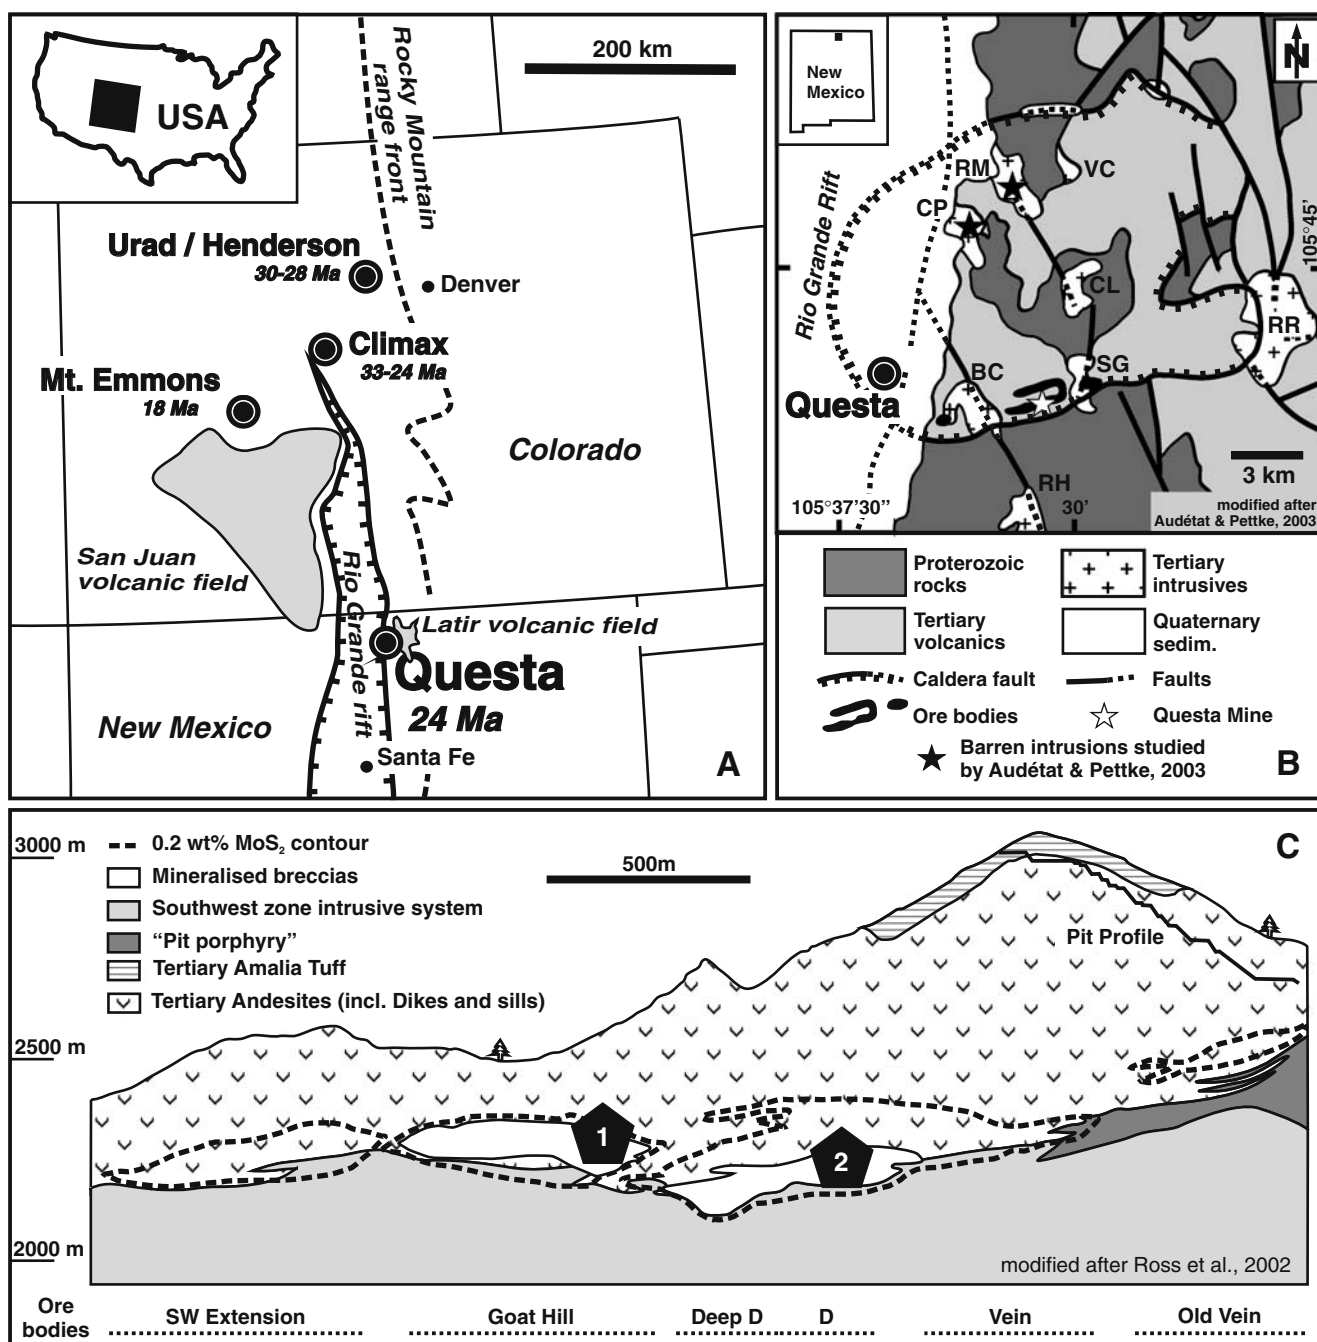 USA
200 km
Rocky Mountain
range front
Urad / Henderson
30-28 Ma
Denver
Climax
33-24 Ma
Mt. Emmons
18 Ma
Colorado
San Juan
volcanic field
Rio Grande rift
Latir volcanic field
Questa
24 Ma
New Mexico
Santa Fe
A
New
Mexico
N
RM
VC
CP
Rio Grande Rift
105°45'
CL
RR
BC
SG
Questa
3 km
RH
105°37'30"
30'
modified after
Audétat & Pettke, 2003
Proterozoic
rocks
Tertiary
intrusives
Tertiary
volcanics
Quaternary
sedim.
Caldera fault
Faults
Ore bodies
Questa Mine
Barren intrusions studied
by Audétat & Pettke, 2003
B
3000 m
0.2 wt% MoS₂ contour
C
Mineralised breccias
500m
Southwest zone intrusive system
"Pit porphyry"
Pit Profile
Tertiary Amalia Tuff
Tertiary Andesites (incl. Dikes and sills)
2500 m
1
2
2000 m
modified after Ross et al., 2002
Ore
bodies
SW Extension
Goat Hill
Deep D
D
Vein
Old Vein